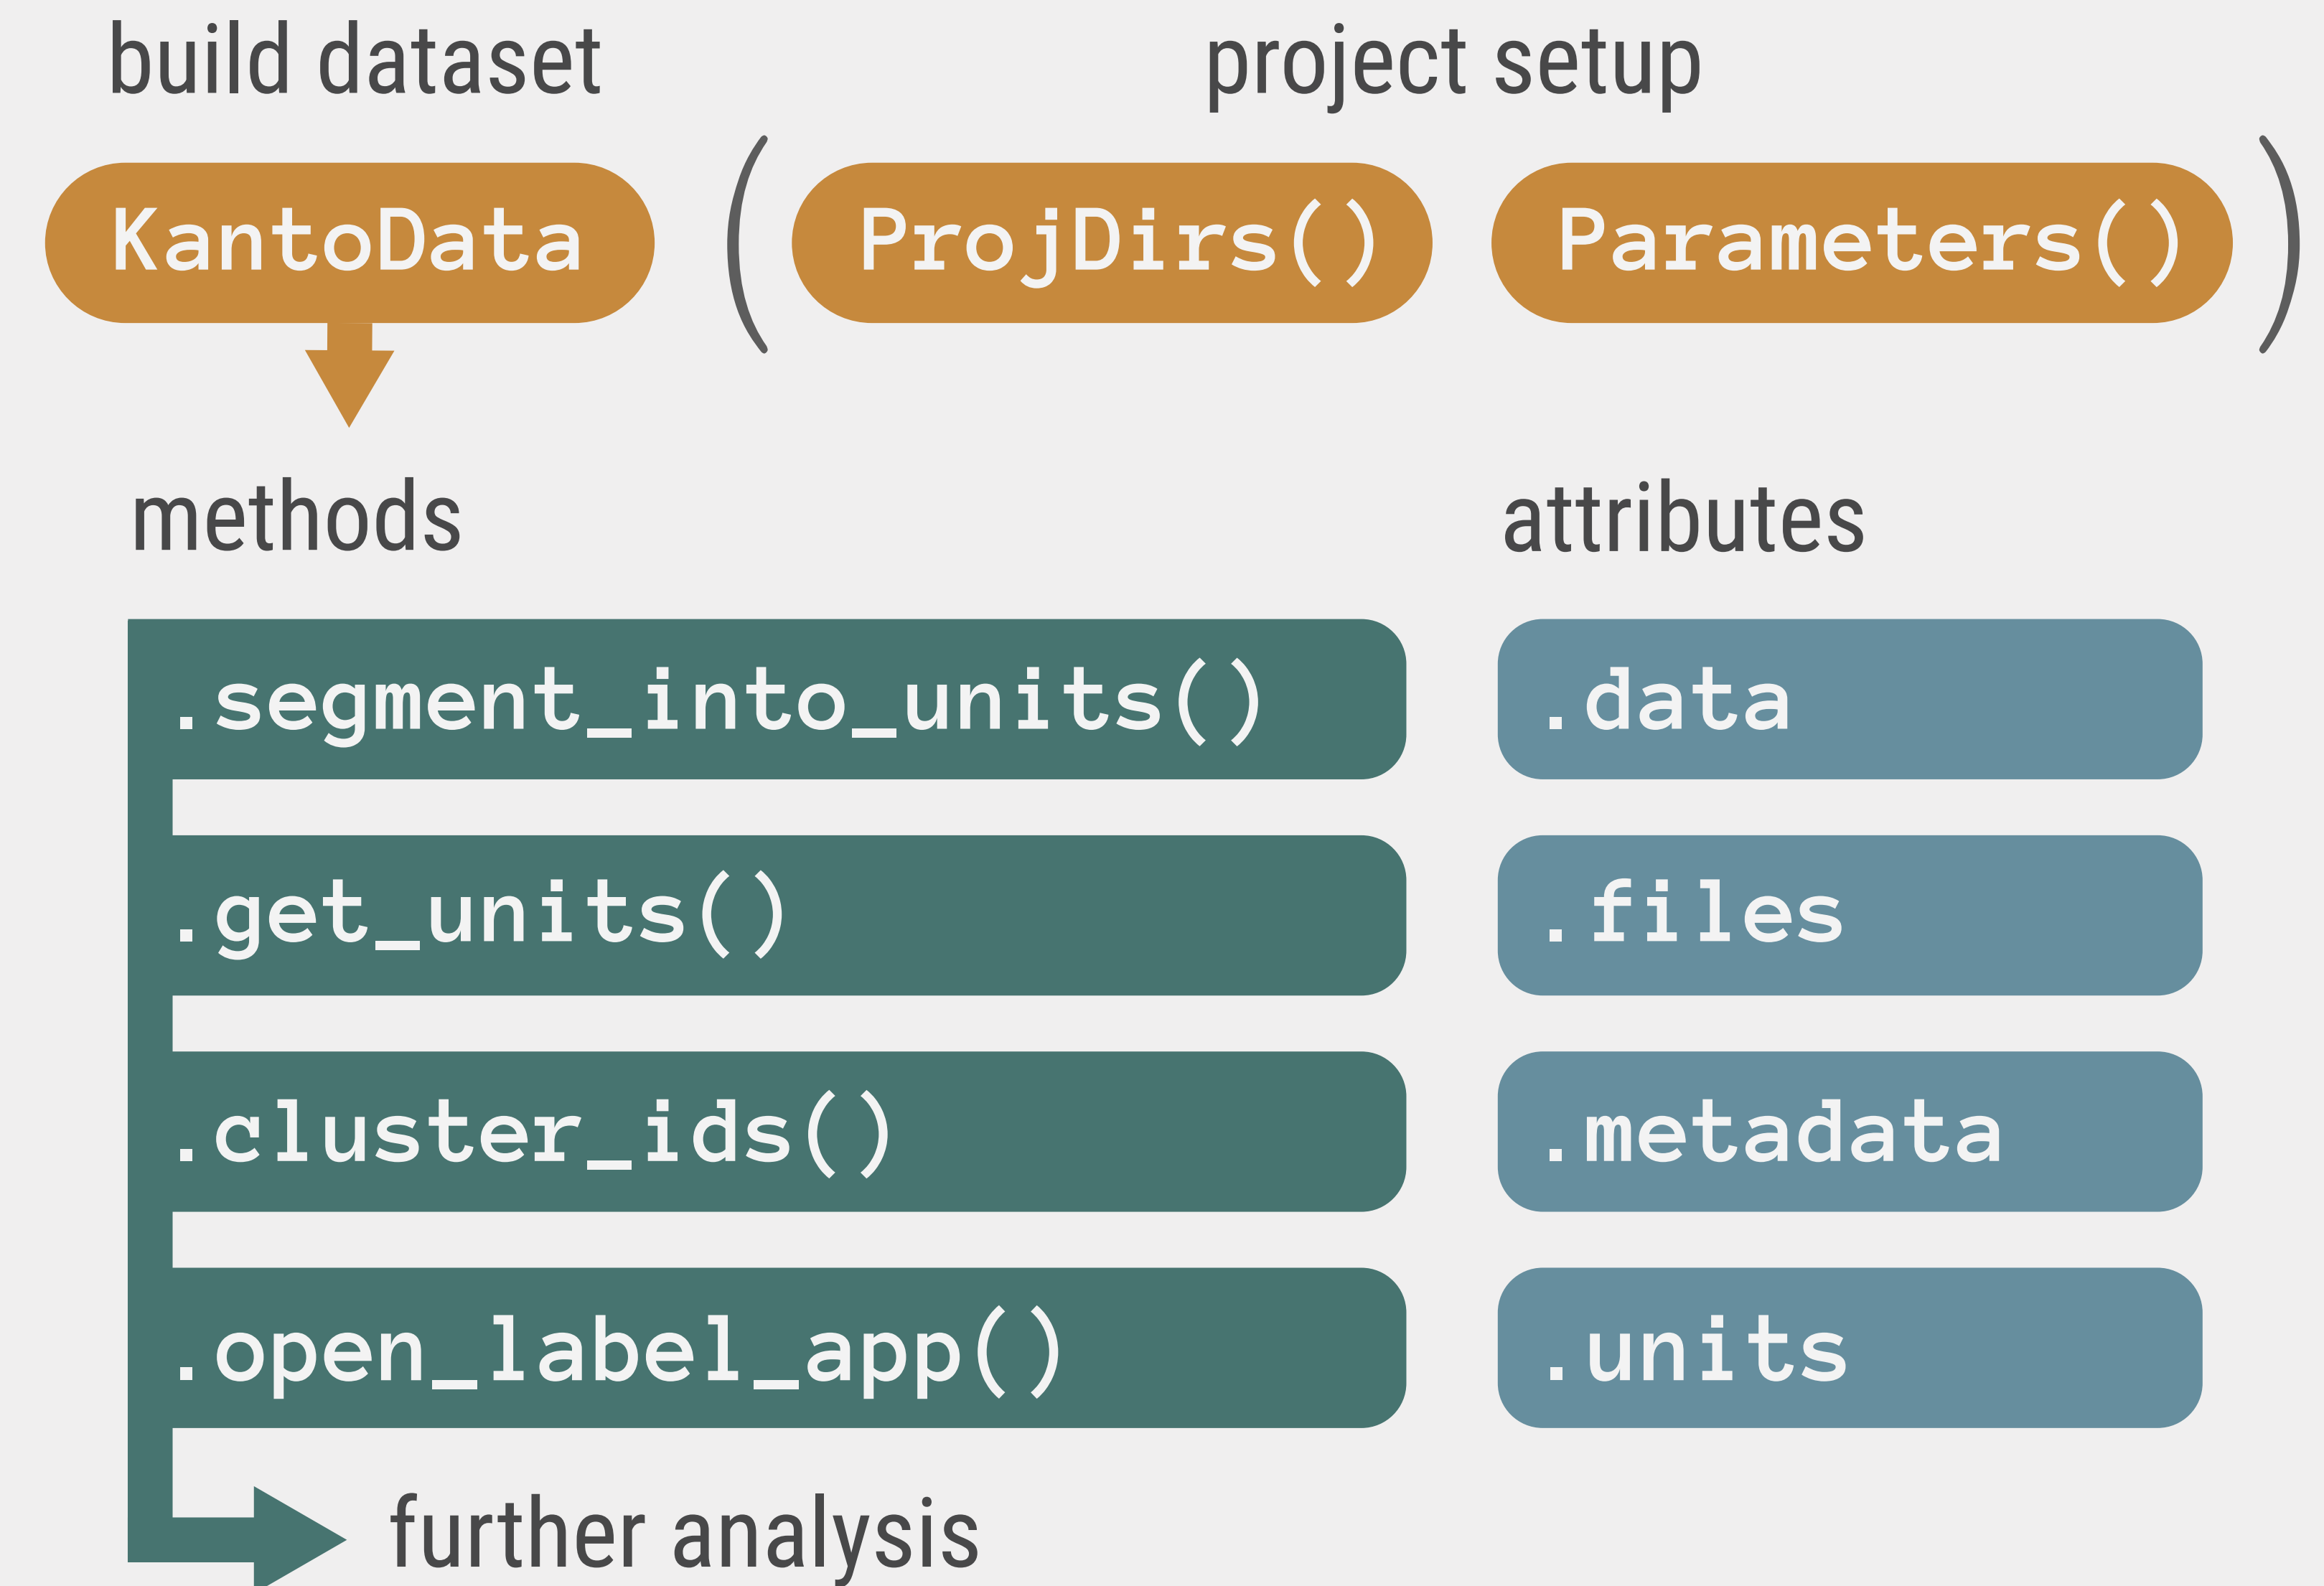 build dataset
project setup
KantoData ( ProjDirs() Parameters() )
methods
attributes
.segment_into_units()
.data
.get_units()
.files
.cluster_ids()
.metadata
.open_label_app()
.units
further analysis